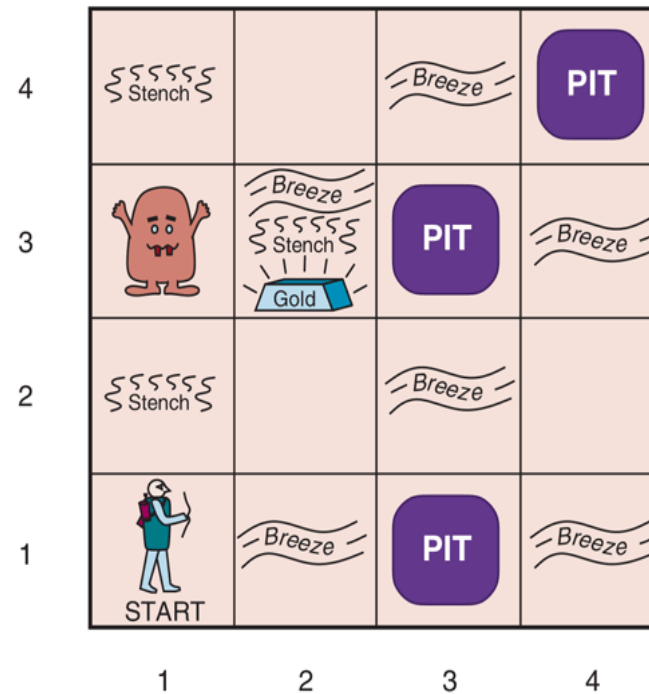 4
Stench
Breeze
PIT
3
Breeze
Stench
Gold
PIT
Breeze
2
Stench
Breeze
1
START
Breeze
PIT
Breeze
1 2 3 4